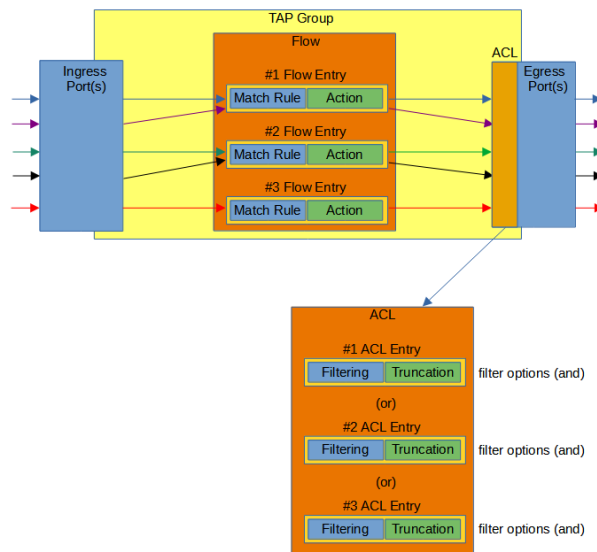 TAP Group
Flow
ACL
Ingress
Port(s)
Egress
Port(s)
#1 Flow Entry
Match Rule
Action
#2 Flow Entry
Match Rule
Action
#3 Flow Entry
Match Rule
Action
ACL
#1 ACL Entry
Filtering
Truncation
filter options (and)
(or)
#2 ACL Entry
Filtering
Truncation
filter options (and)
(or)
#3 ACL Entry
Filtering
Truncation
filter options (and)